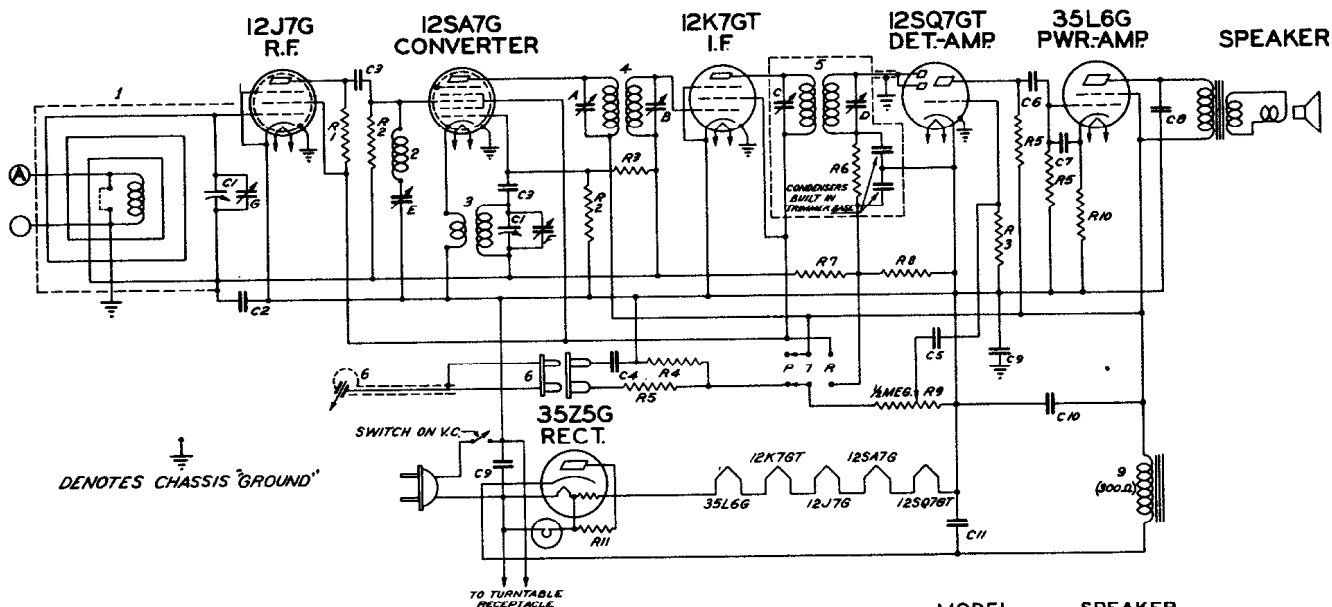 12J7G
R.F.
12SA7G
CONVERTER
12K7GT
I.F.
12SQ7GT
DET.-AMP.
35L6G
PWR.-AMP.
SPEAKER
1
4
5
C3
A
B
C
D
R1
R2
2
E
C1
G
A
3
C3
C1
F
R3
R2
R6
CONDENSERS
BUILT IN
TRIMMER BASE
R3
C6
R5
C7
R5
R10
C8
R7
R8
C2
C5
C9
P 7 R
6
6
C4
R4
R5
½MEG.
R9
C10
SWITCH ON V.C.
35Z5G
RECT.
C9
DENOTES CHASSIS "GROUND"
12K7GT
12SA7G
35L6G
12J7G
12SQ7GT
9
(300Ω)
R11
C11
TO TURNTABLE
RECEPTACLE
MODEL
SPEAKER